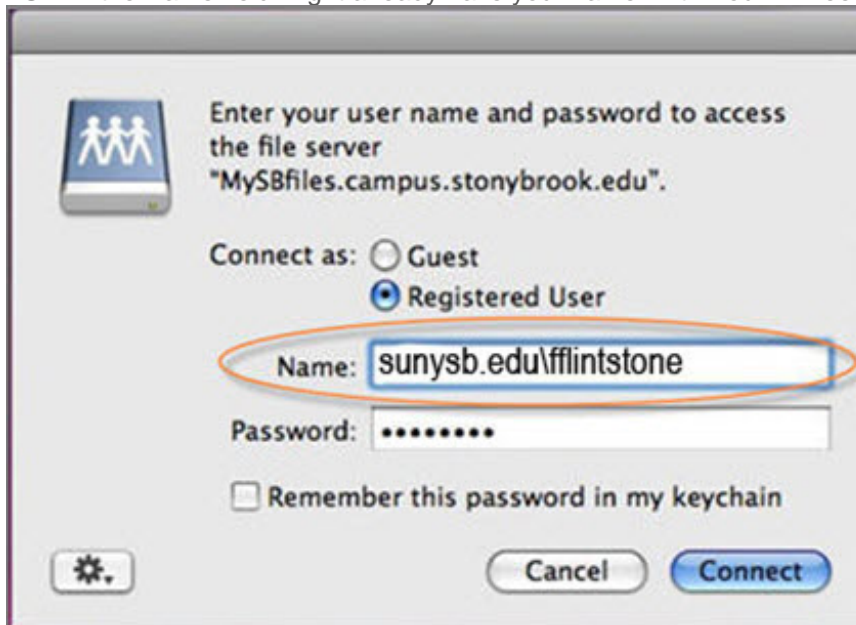 Enter your user name and password to access
the file server
"MySBfiles.campus.stonybrook.edu".
Connect as: Guest
Registered User
Name: sunysb.edu\fflintstone
Password: ••••••••
Remember this password in my keychain
Cancel Connect